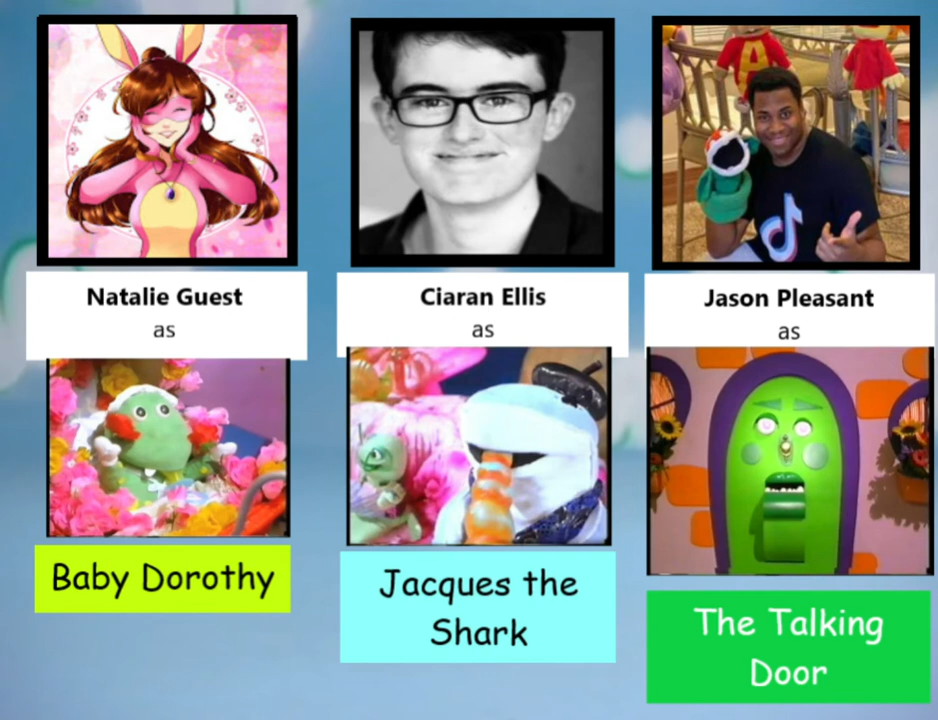 A
Natalie Guest
as
Ciaran Ellis
as
Jason Pleasant
as
Baby Dorothy
Jacques the
Shark
The Talking
Door